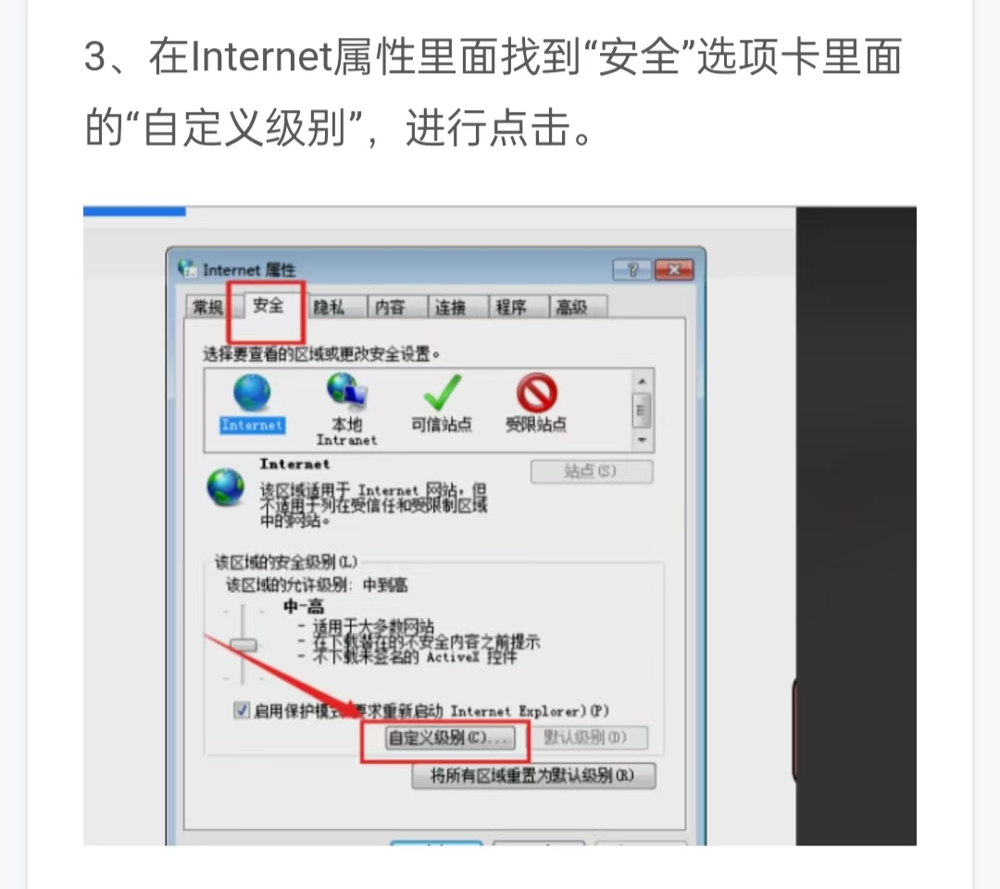 3、在Internet属性里面找到“安全”选项卡里面
的“自定义级别”，进行点击。
Internet 属性
常规 安全 隐私 内容 连接 程序 高级
选择要查看的区域或更改安全设置。
Internet 本地 可信站点 受限站点
Intranet
Internet
站点(S)
该区域适用于 Internet 网站，但
不适用于列在受信任和受限制区域
中的网站。
该区域的安全级别(L)
该区域的允许级别：中到高
中-高
- 适用于大多数网站
- 在下载潜在的不安全内容之前提示
- 不下载未签名的 ActiveX 控件
启用保护模式 要求重新启动 Internet Explorer)(P)
自定义级别(C)... 默认级别(D)
将所有区域重置为默认级别(R)